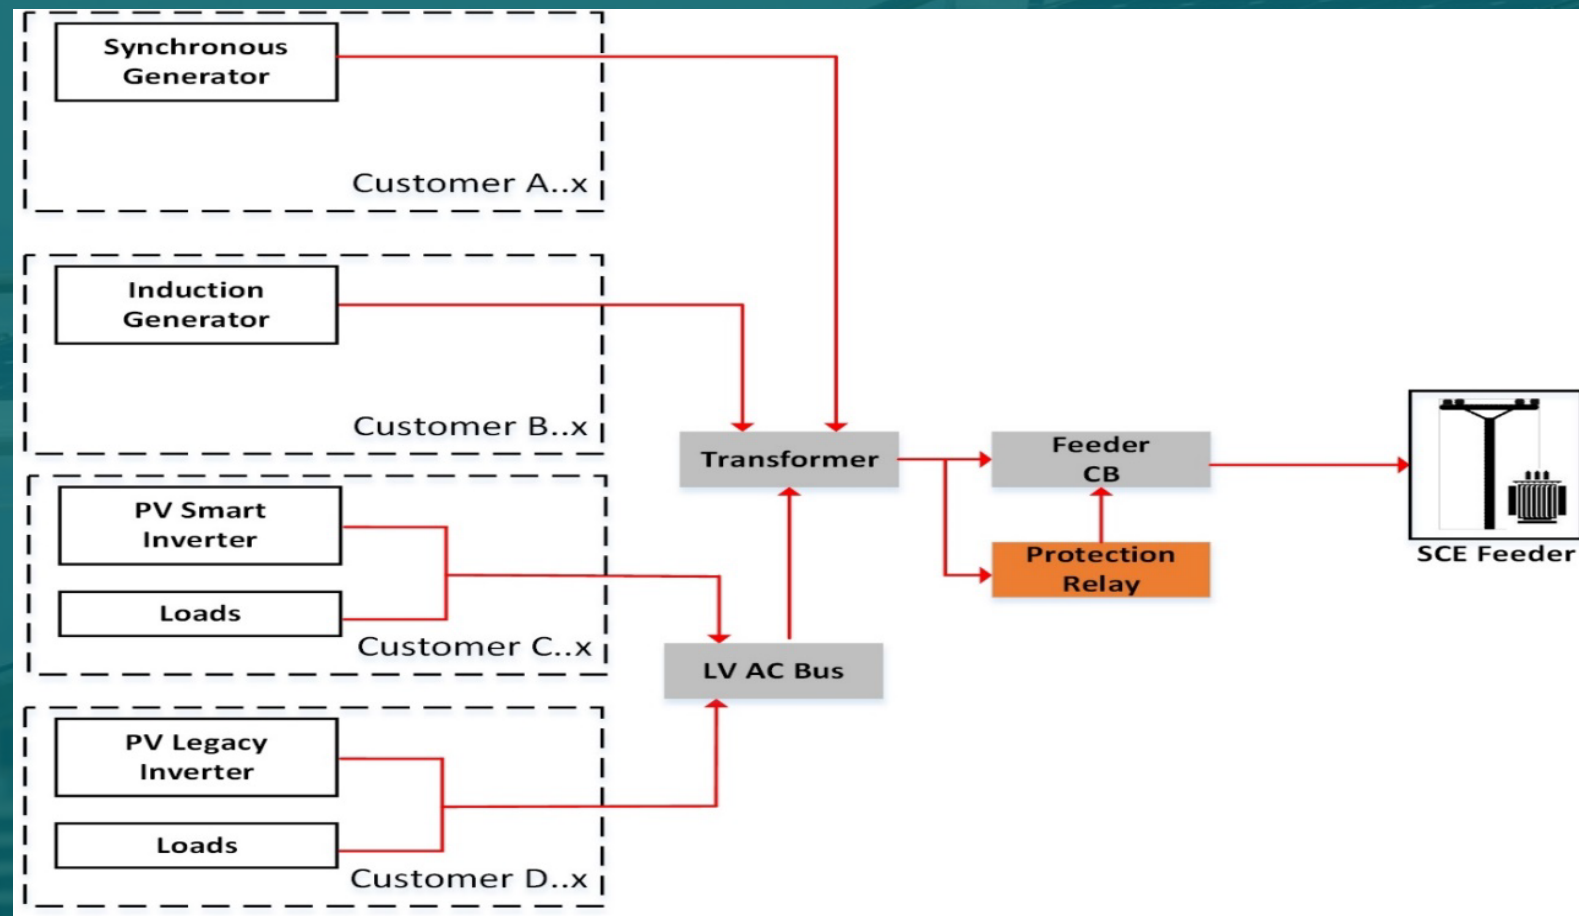 Synchronous
Generator
Customer A..x
Induction
Generator
Customer B..x
PV Smart
Inverter
Loads
Customer C..x
PV Legacy
Inverter
Loads
Customer D..x
Transformer
LV AC Bus
Feeder
CB
Protection
Relay
SCE Feeder